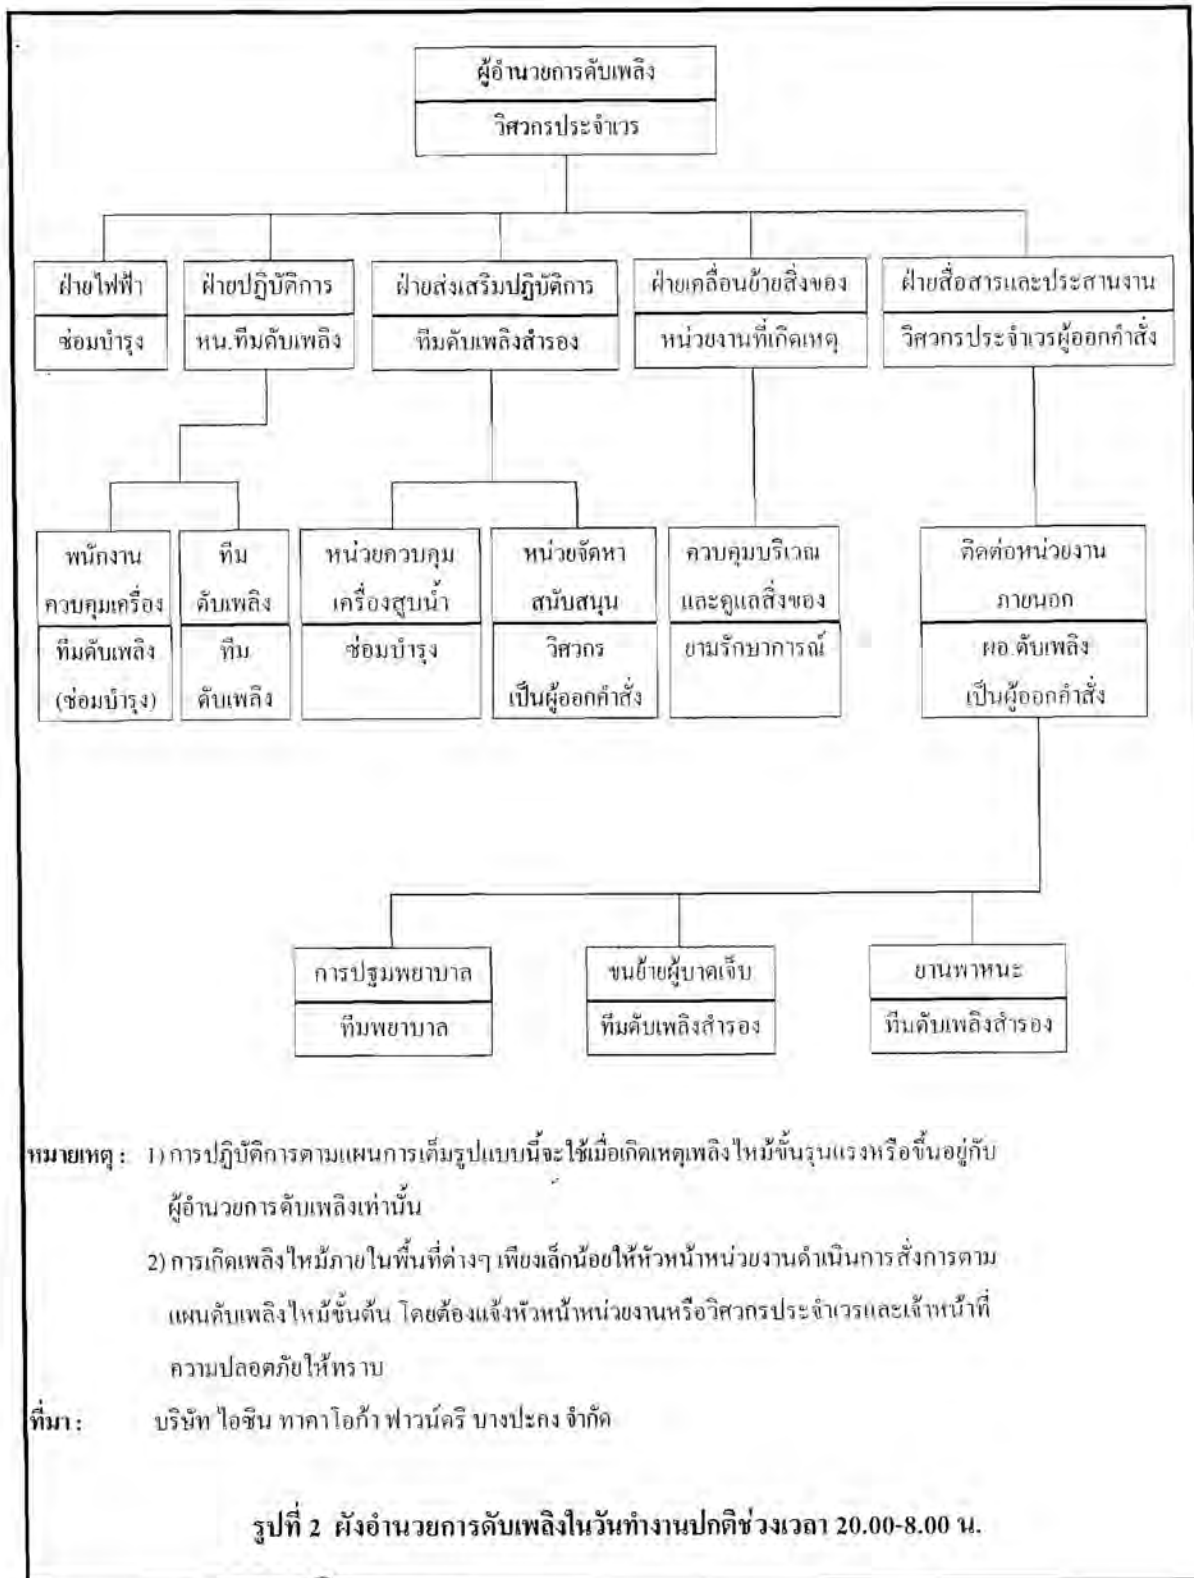 ผู้อำนวยการดับเพลิง
วิศวกรประจำเวร
ฝ่ายไฟฟ้า
ซ่อมบำรุง
ฝ่ายปฏิบัติการ
หน.ทีมดับเพลิง
ฝ่ายส่งเสริมปฏิบัติการ
ทีมดับเพลิงสำรอง
ฝ่ายเคลื่อนย้ายสิ่งของ
หน่วยงานที่เกิดเหตุ
ฝ่ายสื่อสารและประสานงาน
วิศวกรประจำเวรผู้ออกคำสั่ง
พนักงาน
ควบคุมเครื่อง
ทีมดับเพลิง
(ซ่อมบำรุง)
ทีม
ดับเพลิง
ทีม
ดับเพลิง
หน่วยควบคุม
เครื่องสูบน้ำ
ซ่อมบำรุง
หน่วยจัดหา
สนับสนุน
วิศวกร
เป็นผู้ออกคำสั่ง
ควบคุมบริเวณ
และดูแลสิ่งของ
ยามรักษาการณ์
ติดต่อหน่วยงาน
ภายนอก
ผอ.ดับเพลิง
เป็นผู้ออกคำสั่ง
การปฐมพยาบาล
ทีมพยาบาล
ขนย้ายผู้บาดเจ็บ
ทีมดับเพลิงสำรอง
ยานพาหนะ
ทีมดับเพลิงสำรอง
หมายเหตุ : 1) การปฏิบัติการตามแผนการเต็มรูปแบบนี้จะใช้เมื่อเกิดเหตุเพลิงไหม้ขั้นรุนแรงหรือขึ้นอยู่กับ
ผู้อำนวยการดับเพลิงเท่านั้น
2) การเกิดเพลิงไหม้ภายในพื้นที่ต่างๆ เพียงเล็กน้อยให้หัวหน้าหน่วยงานดำเนินการสั่งการตาม
แผนดับเพลิงไหม้ขั้นต้น โดยต้องแจ้งหัวหน้าหน่วยงานหรือวิศวกรประจำเวรและเจ้าหน้าที่
ความปลอดภัยให้ทราบ
ที่มา : บริษัท ไอซิน ทาคาโอก้า ฟาวน์ดริ บางปะกง จำกัด
รูปที่ 2 ผังอำนวยการดับเพลิงในวันทำงานปกติช่วงเวลา 20.00-8.00 น.